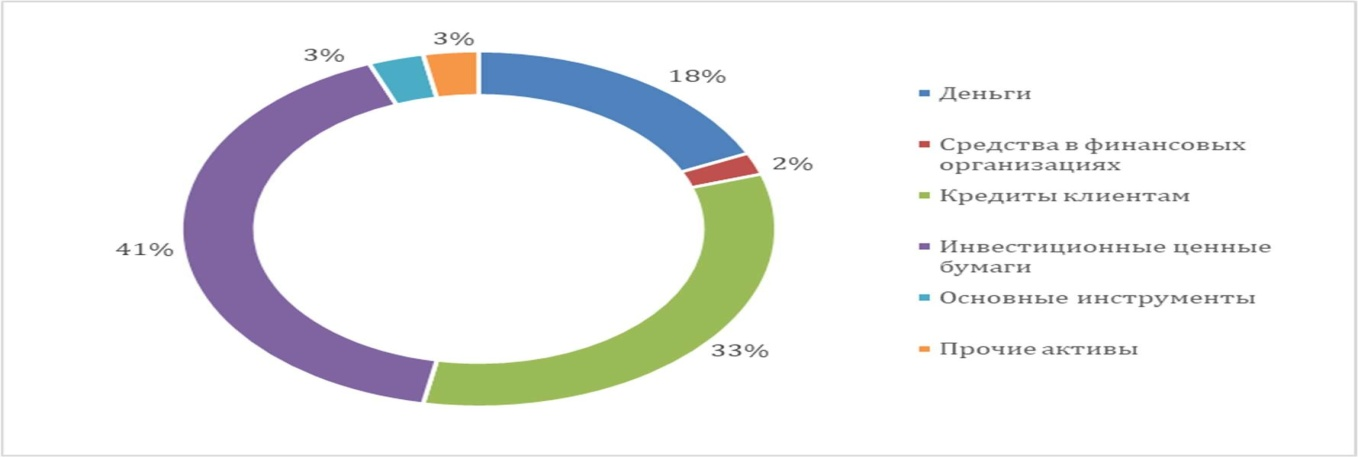 3%
3%
18%
2%
33%
41%
Деньги
Средства в финансовых
организациях
Кредиты клиентам
Инвестиционные ценные
бумаги
Основные инструменты
Прочие активы